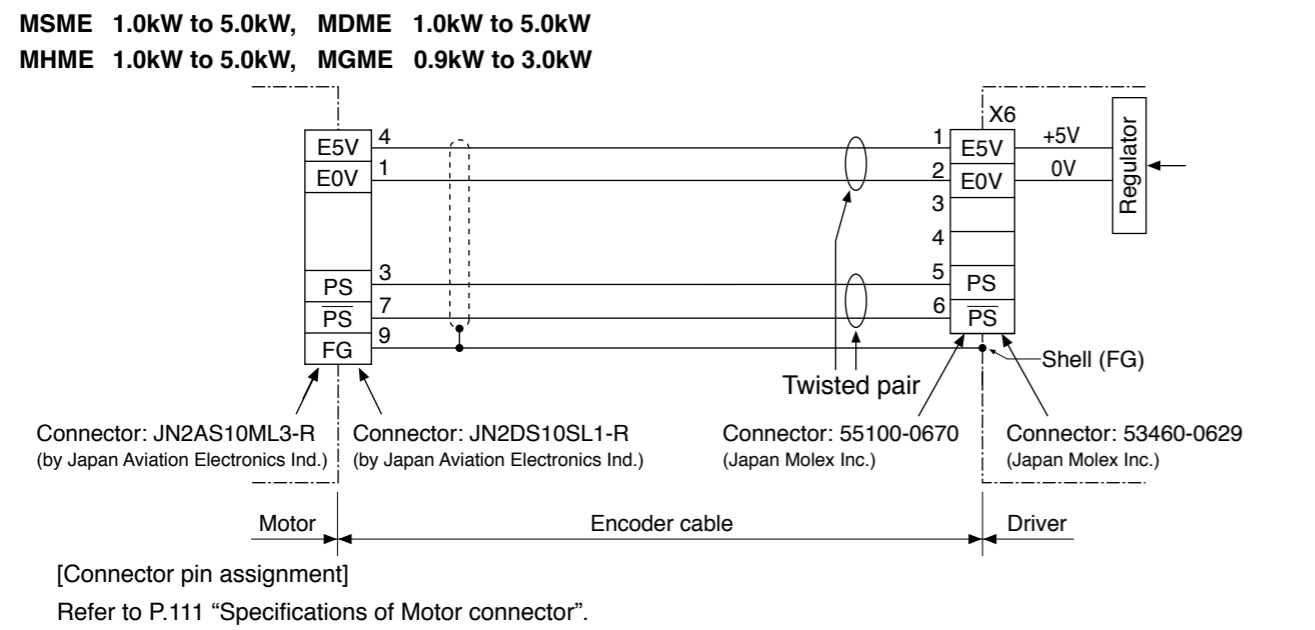 MSME 1.0kW to 5.0kW, MDME 1.0kW to 5.0kW
MHME 1.0kW to 5.0kW, MGME 0.9kW to 3.0kW
X6
E5V 4 1 E5V +5V
E0V 1 2 E0V 0V
Regulator
3
4
PS 3 5 PS
P̅S̅ 7 6 P̅S̅
FG 9
Shell (FG)
Twisted pair
Connector: JN2AS10ML3-R Connector: JN2DS10SL1-R Connector: 55100-0670 Connector: 53460-0629
(by Japan Aviation Electronics Ind.) (by Japan Aviation Electronics Ind.) (Japan Molex Inc.) (Japan Molex Inc.)
Motor Encoder cable Driver
[Connector pin assignment]
Refer to P.111 “Specifications of Motor connector”.